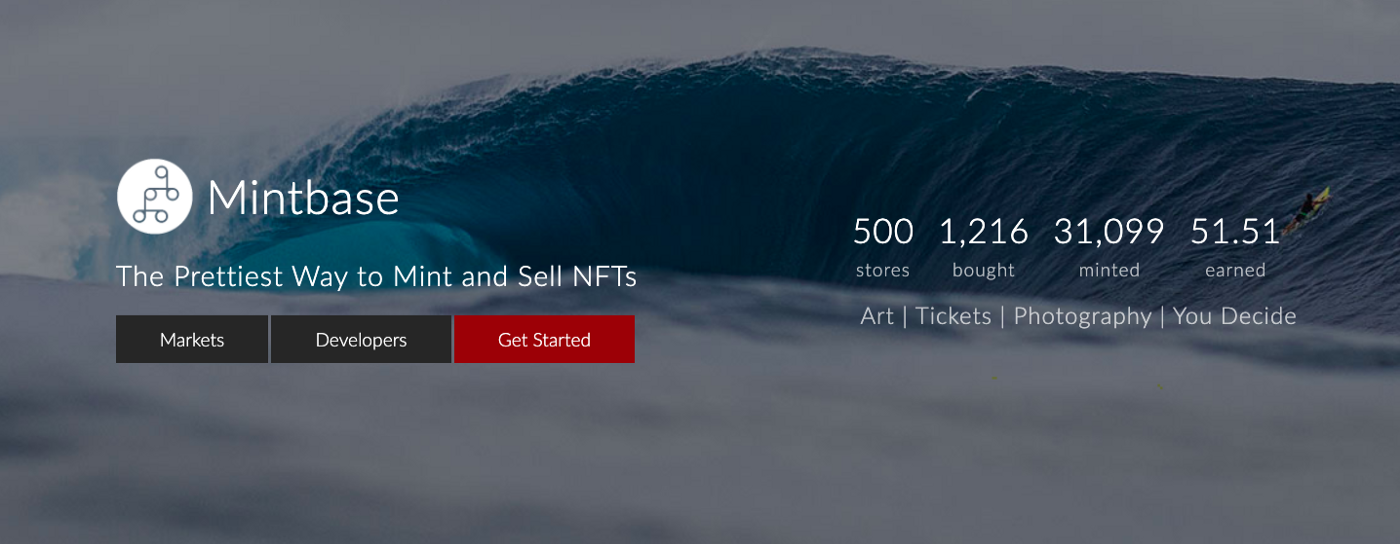 Mintbase
The Prettiest Way to Mint and Sell NFTs
Markets Developers Get Started
500 1,216 31,099 51.51
stores bought minted earned
Art | Tickets | Photography | You Decide